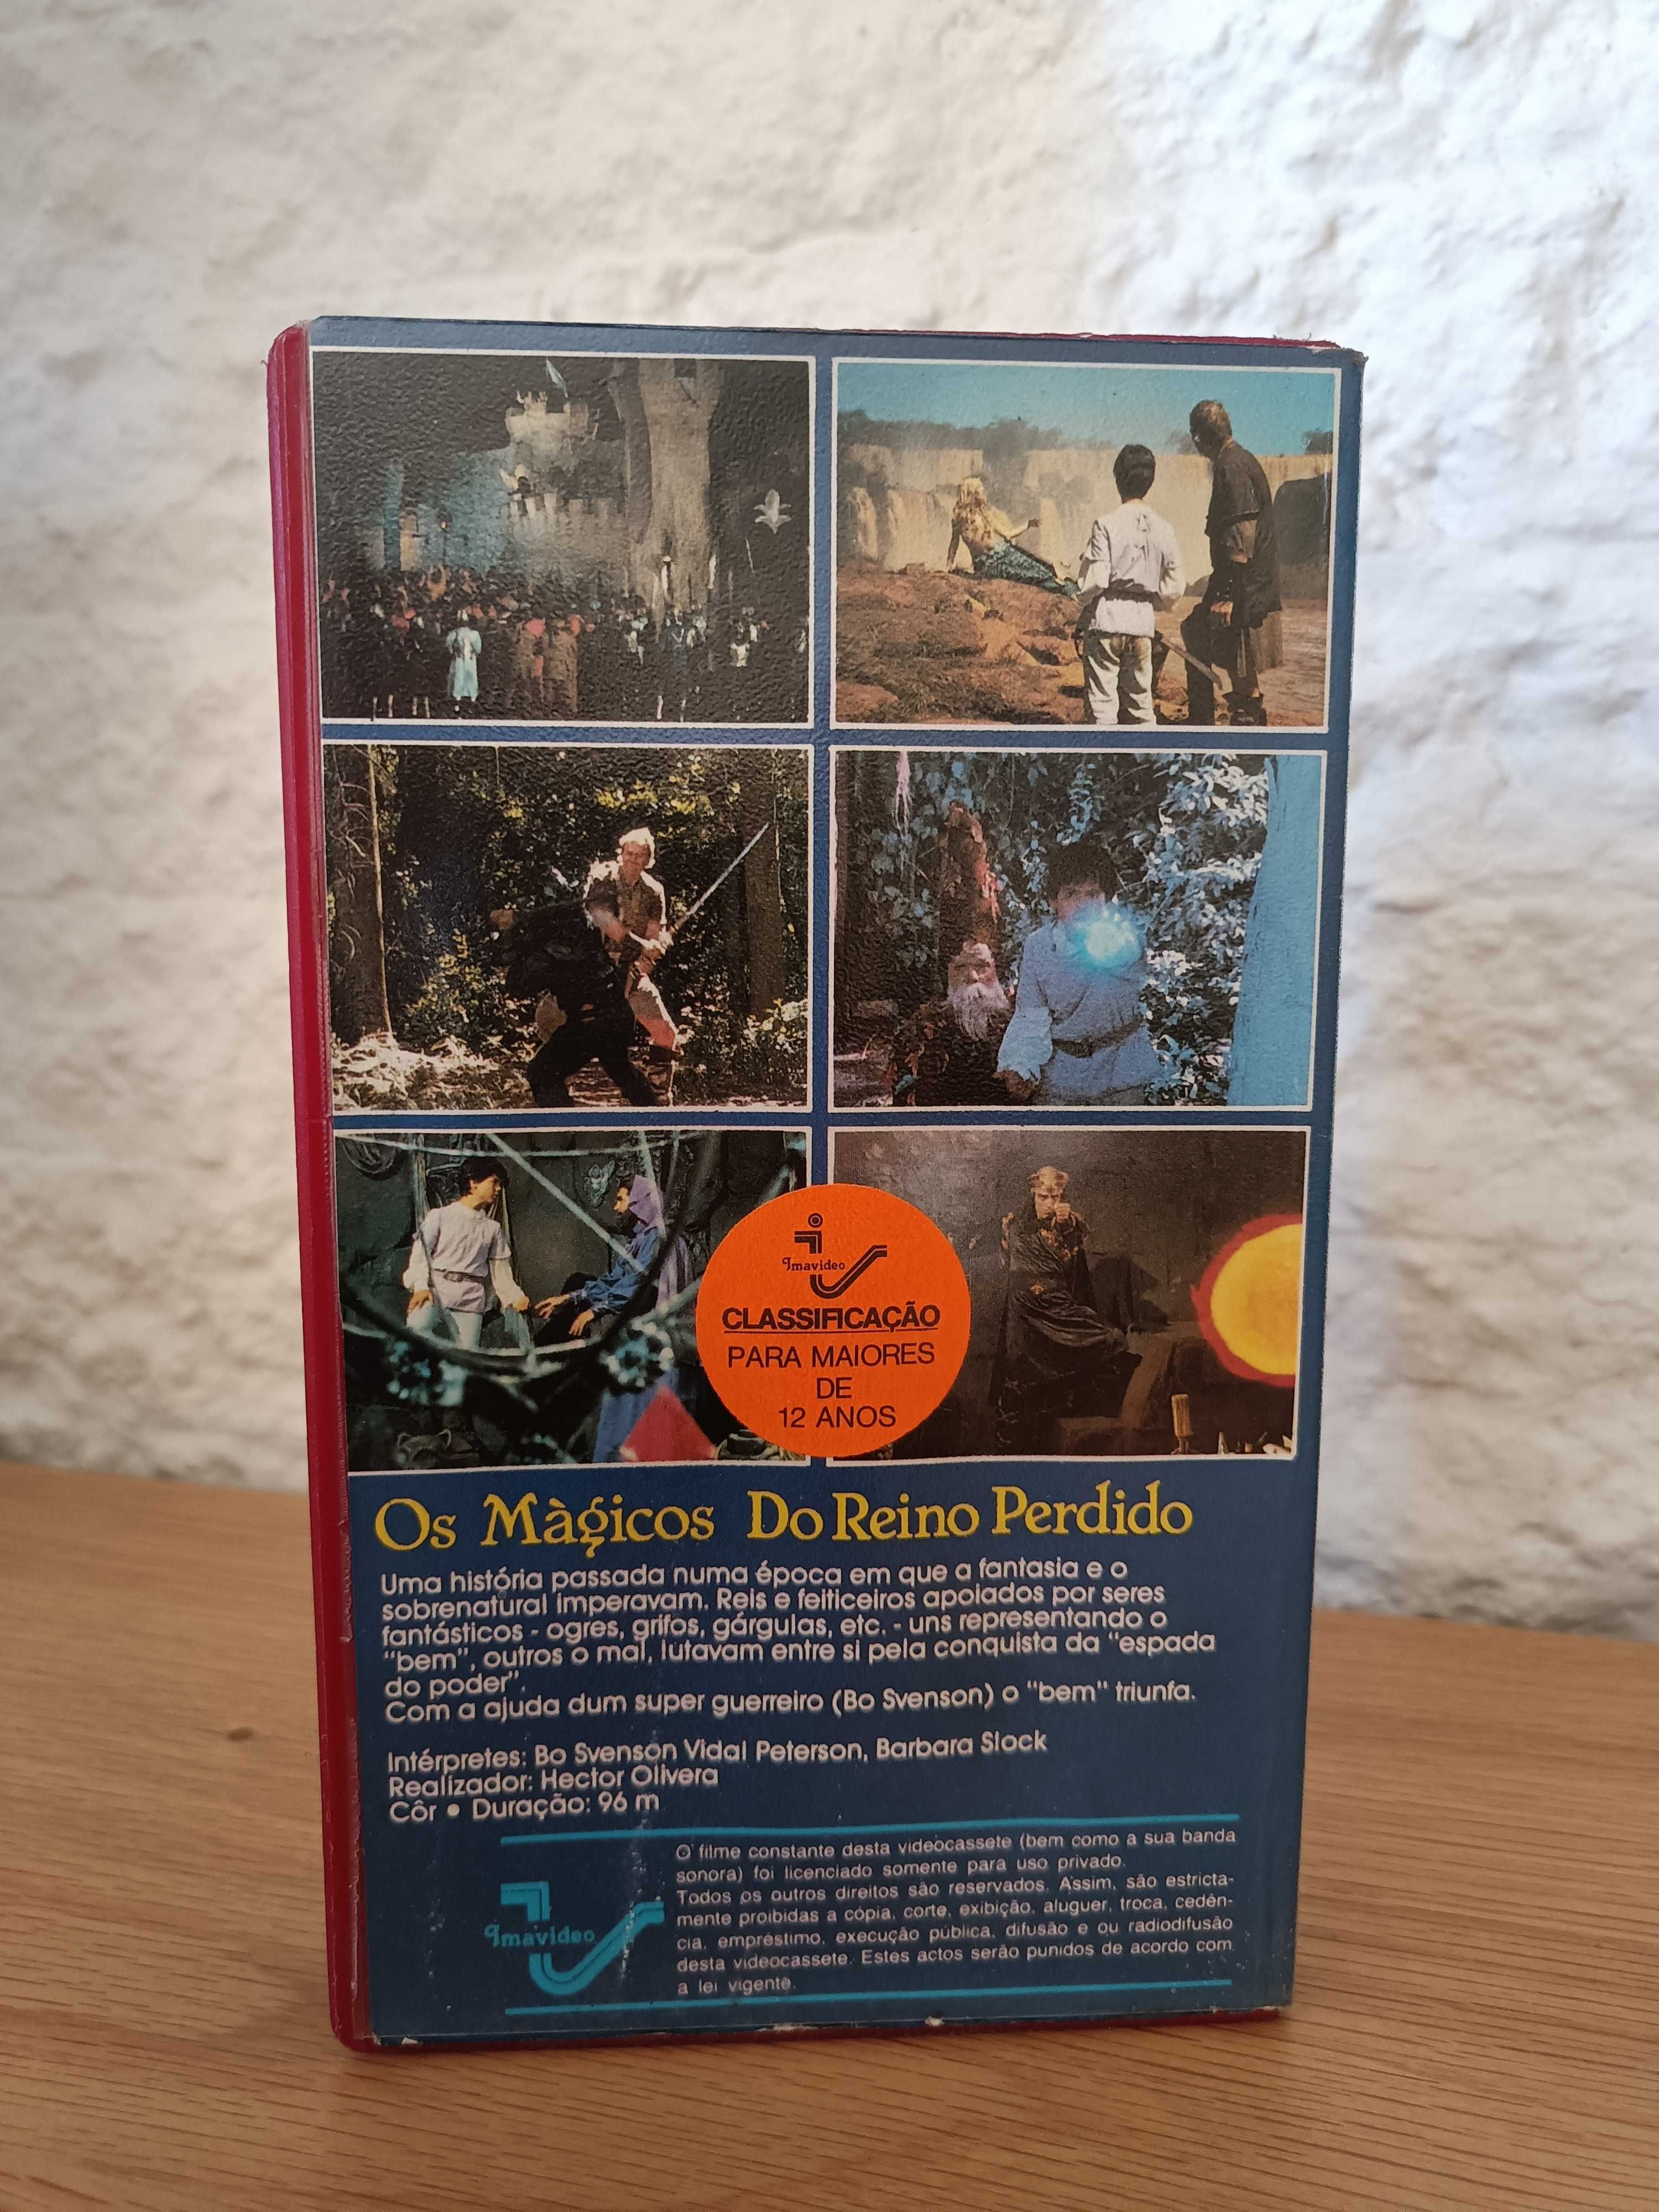 imavideo
CLASSIFICAÇÃO
PARA MAIORES
DE
12 ANOS
Os Màgicos Do Reino Perdido
Uma história passada numa época em que a fantasia e o
sobrenatural imperavam. Reis e feiticeiros apoiados por seres
fantásticos - ogres, grifos, gárgulas, etc. - uns representando o
"bem", outros o mal, lutavam entre si pela conquista da "espada
do poder".
Com a ajuda dum super guerreiro (Bo Svenson) o "bem" triunfa.
Intérpretes: Bo Svenson Vidal Peterson, Barbara Slock
Realizador: Hector Olivera
Côr • Duração: 96 m
O filme constante desta videocassete (bem como a sua banda
sonora) foi licenciado somente para uso privado.
Todos os outros direitos são reservados. Assim, são estricta-
mente proibidas a cópia, corte, exibição, aluguer, troca, cedên-
cia, empréstimo, execução pública, difusão e ou radiodifusão
desta videocassete. Estes actos serão punidos de acordo com
a lei vigente.
imavideo